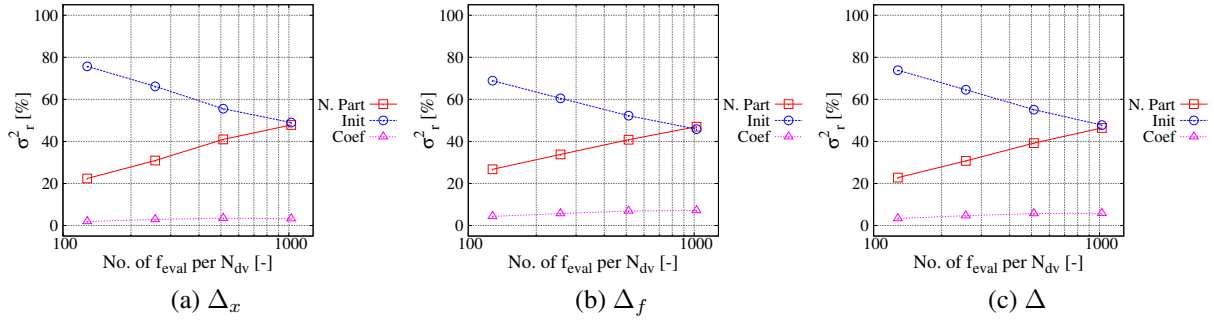 100
80
60
40
20
0
σ²r [%]
100
1000
No. of feval per Ndv [-]
N. Part
Init
Coef
(a) Δx
100
80
60
40
20
0
σ²r [%]
100
1000
No. of feval per Ndv [-]
N. Part
Init
Coef
(b) Δf
100
80
60
40
20
0
σ²r [%]
100
1000
No. of feval per Ndv [-]
N. Part
Init
Coef
(c) Δ